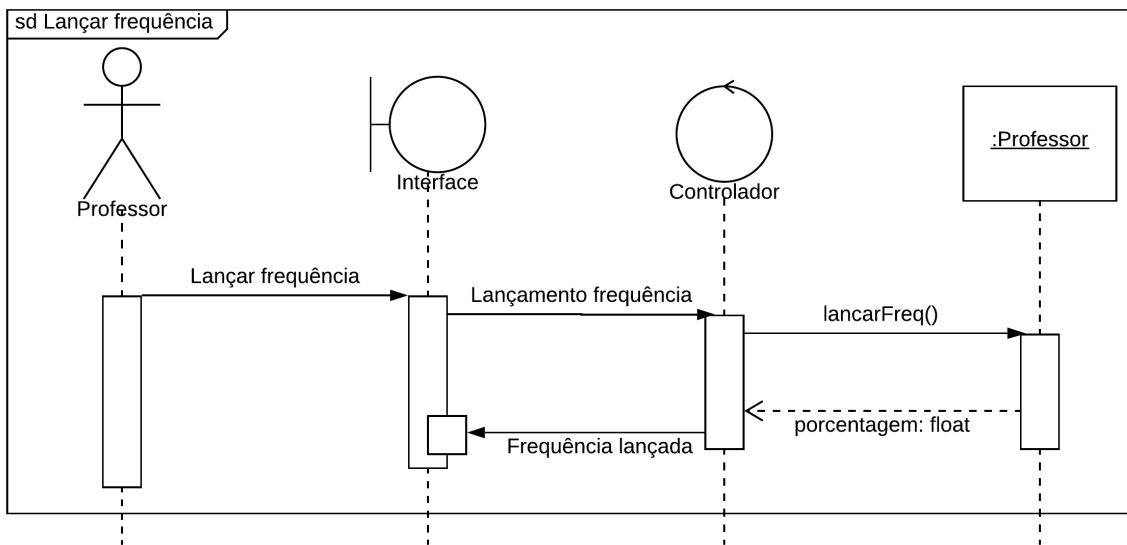 sd Lançar frequência
Professor
Interface
Controlador
:Professor
Lançar frequência
Lançamento frequência
lancarFreq()
porcentagem: float
Frequência lançada